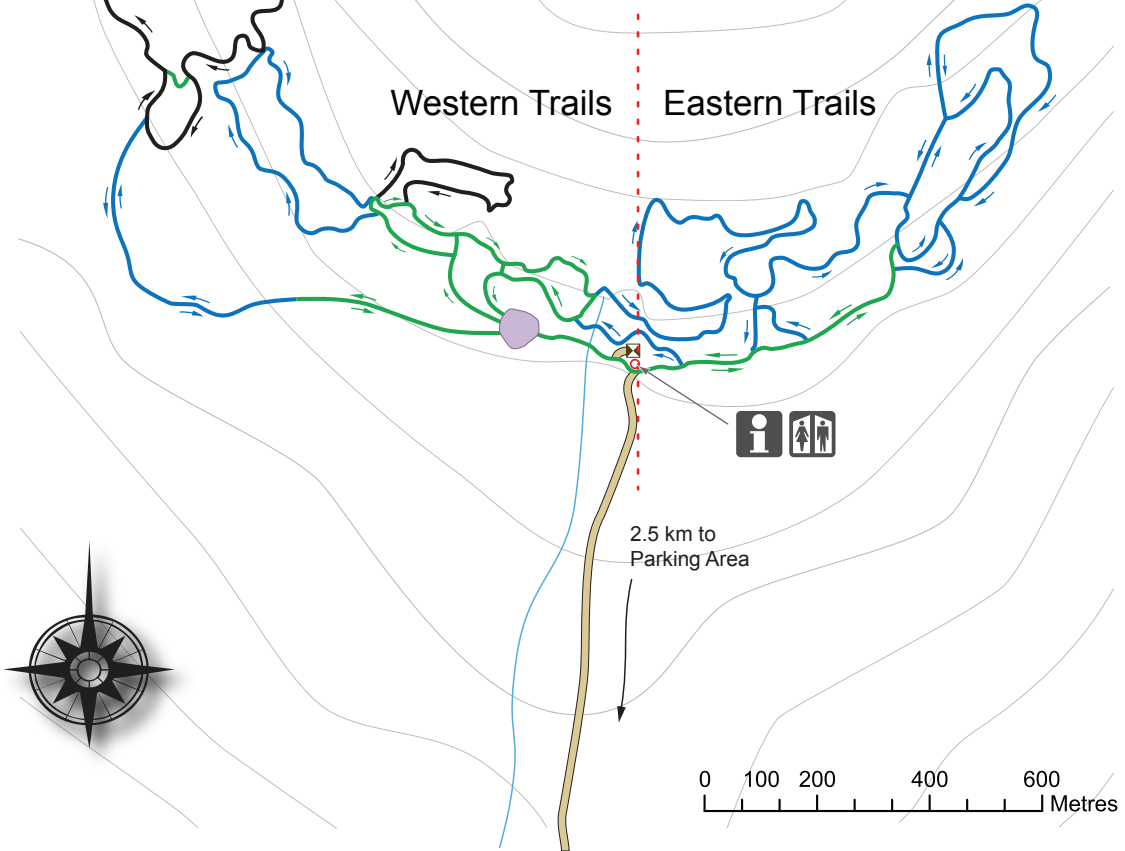 Western Trails
Eastern Trails
i
2.5 km to
Parking Area
0 100 200 400 600
Metres